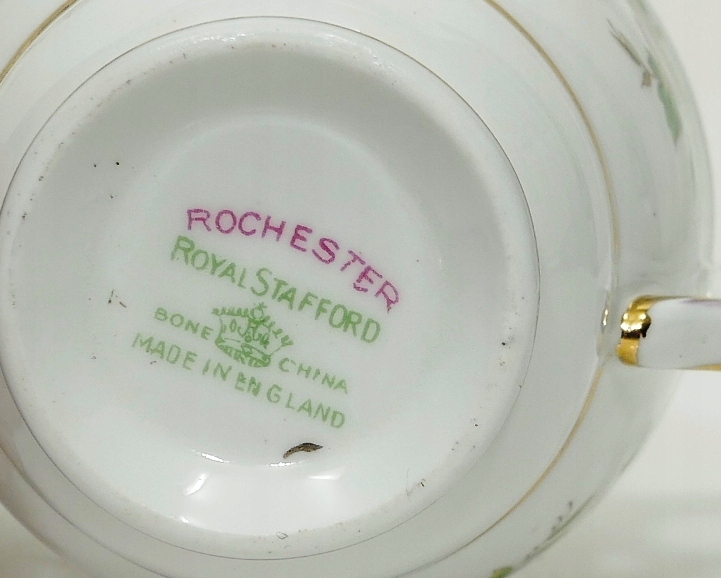 ROCHESTER
ROYAL STAFFORD
BONE CHINA
MADE IN ENGLAND